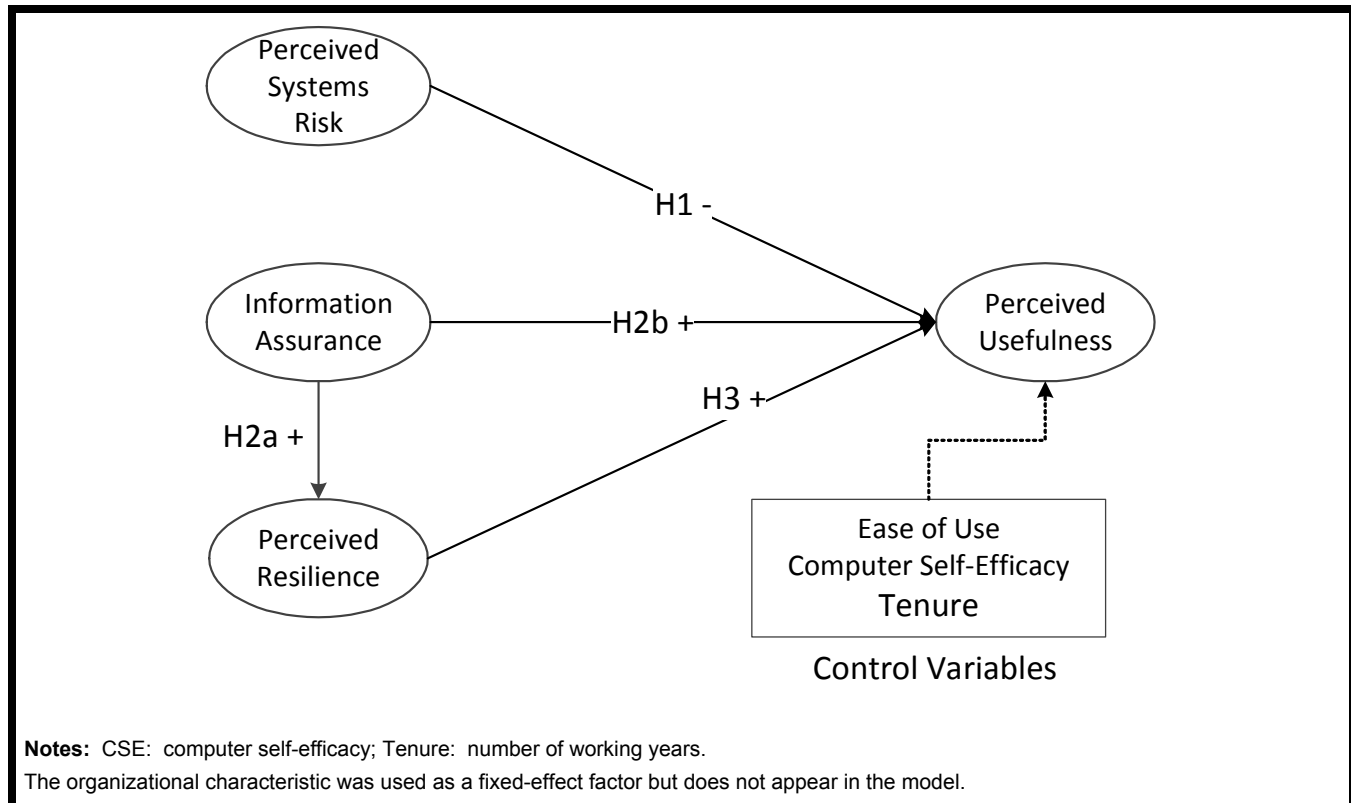 Perceived
Systems
Risk
H1 -
Information
Assurance
H2b +
Perceived
Usefulness
H2a +
H3 +
Perceived
Resilience
Ease of Use
Computer Self-Efficacy
Tenure
Control Variables
Notes: CSE: computer self-efficacy; Tenure: number of working years.
The organizational characteristic was used as a fixed-effect factor but does not appear in the model.